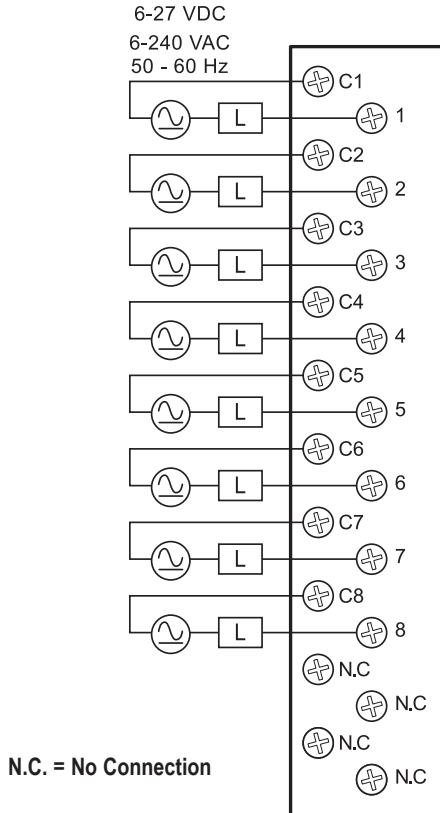 6-27 VDC
6-240 VAC
50 - 60 Hz
C1
L
1
C2
L
2
C3
L
3
C4
L
4
C5
L
5
C6
L
6
C7
L
7
C8
L
8
N.C
N.C
N.C
N.C
N.C. = No Connection